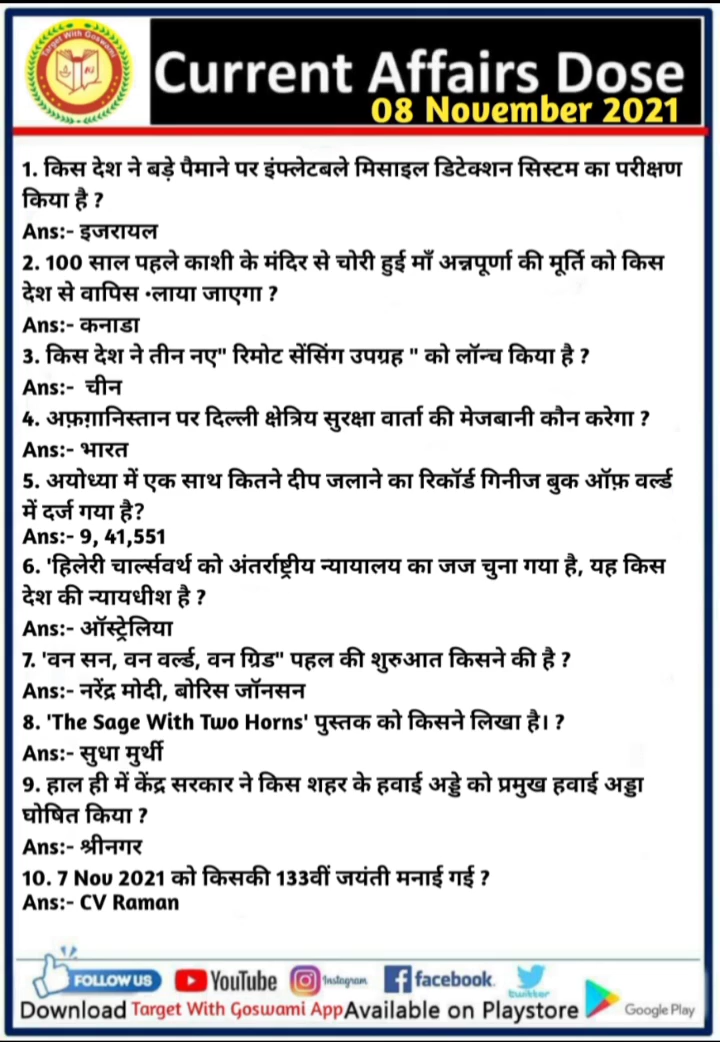 Target With Goswami
Current Affairs Dose
08 November 2021
1. किस देश ने बड़े पैमाने पर इंफ्लेटबले मिसाइल डिटेक्शन सिस्टम का परीक्षण
किया है ?
Ans:- इजरायल
2. 100 साल पहले काशी के मंदिर से चोरी हुई माँ अन्नपूर्णा की मूर्ति को किस
देश से वापिस •लाया जाएगा ?
Ans:- कनाडा
3. किस देश ने तीन नए" रिमोट सेंसिंग उपग्रह " को लॉन्च किया है ?
Ans:- चीन
4. अफ़ग़ानिस्तान पर दिल्ली क्षेत्रिय सुरक्षा वार्ता की मेजबानी कौन करेगा ?
Ans:- भारत
5. अयोध्या में एक साथ कितने दीप जलाने का रिकॉर्ड गिनीज बुक ऑफ़ वर्ल्ड
में दर्ज गया है?
Ans:- 9, 41,551
6. 'हिलेरी चार्ल्सवर्थ को अंतर्राष्ट्रीय न्यायालय का जज चुना गया है, यह किस
देश की न्यायधीश है ?
Ans:- ऑस्ट्रेलिया
7. 'वन सन, वन वर्ल्ड, वन ग्रिड" पहल की शुरुआत किसने की है ?
Ans:- नरेंद्र मोदी, बोरिस जॉनसन
8. 'The Sage With Two Horns' पुस्तक को किसने लिखा है। ?
Ans:- सुधा मुर्थी
9. हाल ही में केंद्र सरकार ने किस शहर के हवाई अड्डे को प्रमुख हवाई अड्डा
घोषित किया ?
Ans:- श्रीनगर
10. 7 Nov 2021 को किसकी 133वीं जयंती मनाई गई ?
Ans:- CV Raman
FOLLOW US YouTube Instagram facebook. twitter
Download Target With Goswami App Available on Playstore Google Play